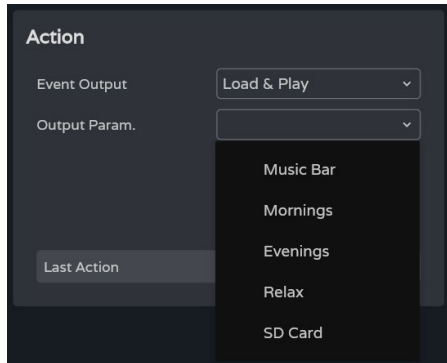 Action
Event Output
Load & Play
Output Param.
Music Bar
Mornings
Evenings
Relax
Last Action
SD Card